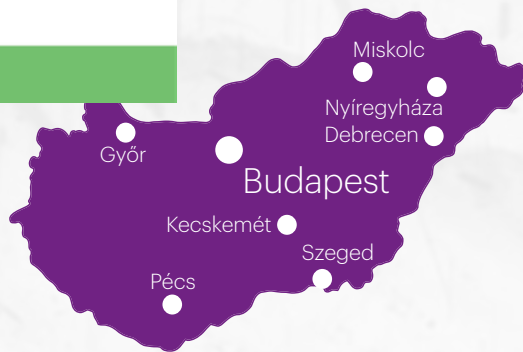 Miskolc
Nyíregyháza
Debrecen
Győr
Budapest
Kecskemét
Szeged
Pécs